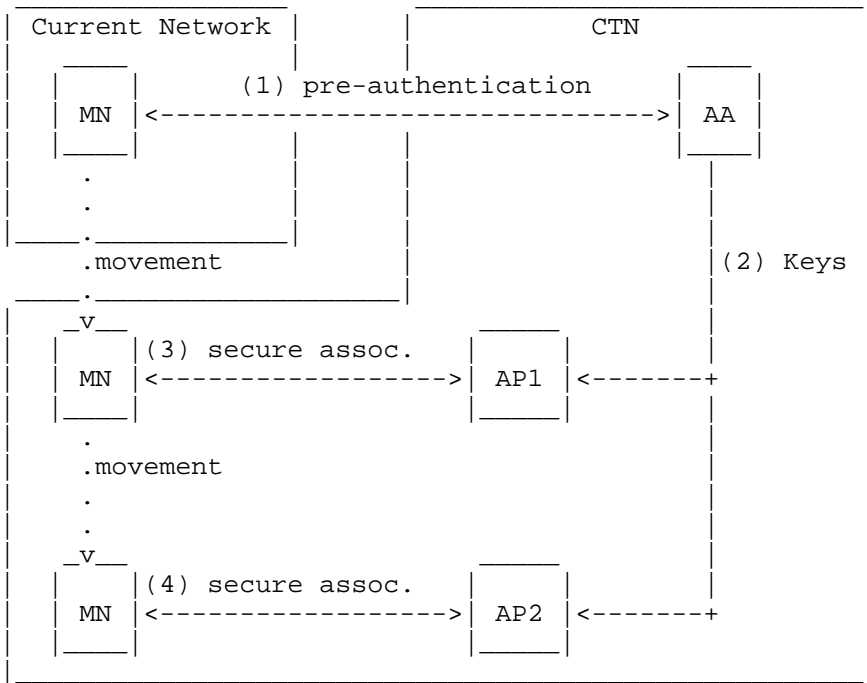 Current Network CTN
(1) pre-authentication
MN AA
.movement (2) Keys
v
(3) secure assoc.
MN AP1
.movement
v
(4) secure assoc.
MN AP2